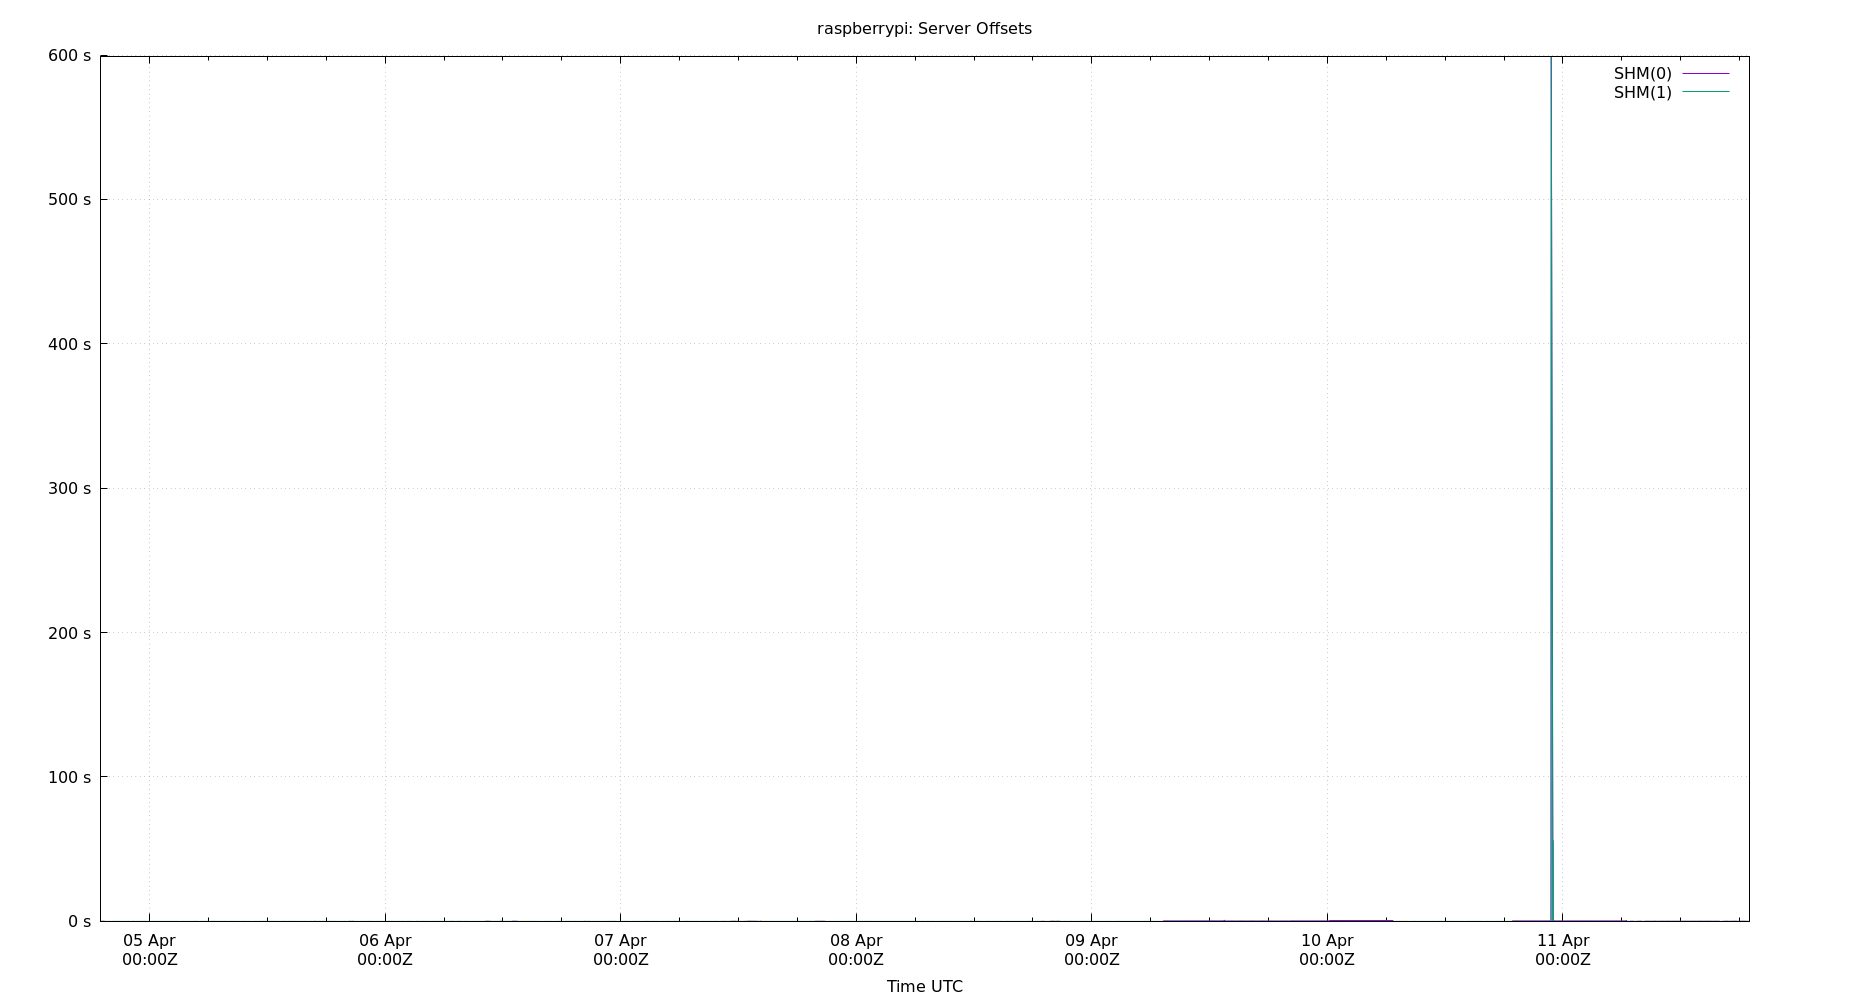 raspberrypi: Server Offsets
600 s
SHM(0)
SHM(1)
500 s
400 s
300 s
200 s
100 s
0 s
05 Apr 06 Apr 07 Apr 08 Apr 09 Apr 10 Apr 11 Apr
00:00Z 00:00Z 00:00Z 00:00Z 00:00Z 00:00Z 00:00Z
Time UTC